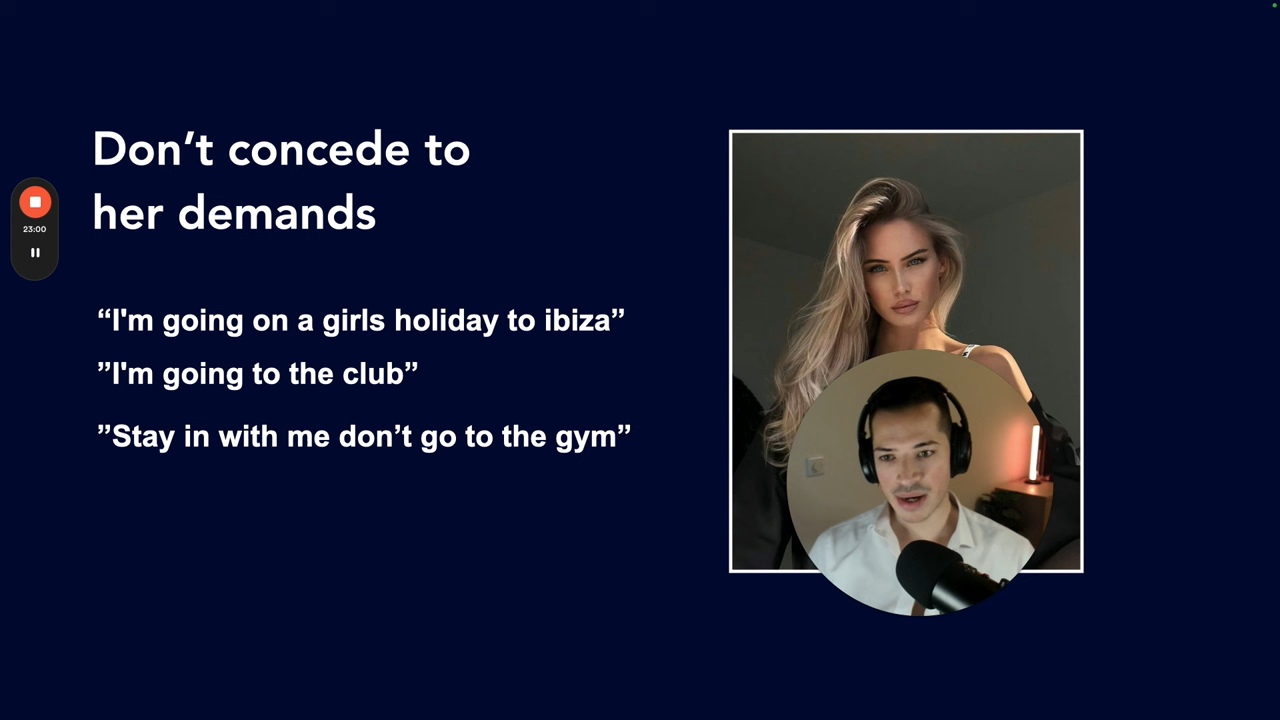 Don’t concede to
her demands
23:00
“I'm going on a girls holiday to ibiza”
”I'm going to the club”
”Stay in with me don’t go to the gym”